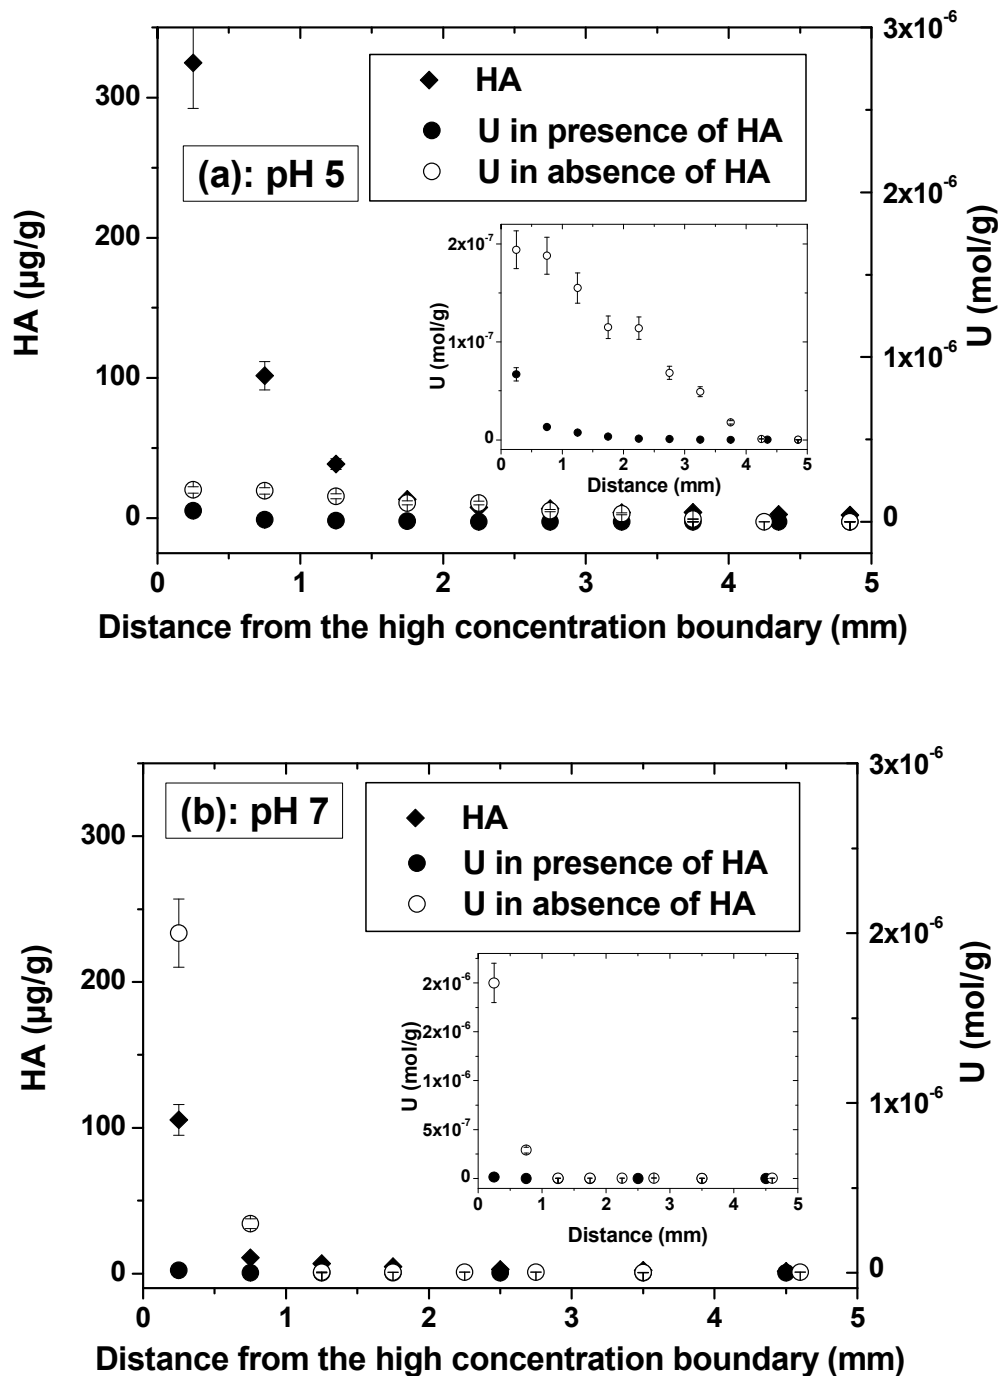 3x10-6
300
HA
U in presence of HA
(a): pH 5
U in absence of HA
2x10-6
HA (µg/g)
200
U (mol/g)
2x10-7
U (mol/g)
1x10-7
1x10-6
100
0
0 1 2 3 4 5
Distance (mm)
0
0
0 1 2 3 4 5
Distance from the high concentration boundary (mm)
3x10-6
(b): pH 7
HA
300
U in presence of HA
U in absence of HA
2x10-6
HA (µg/g)
200
U (mol/g)
2x10-6
2x10-6
U (mol/g)
1x10-6
1x10-6
100
5x10-7
0
0 1 2 3 4 5
Distance (mm)
0
0
0 1 2 3 4 5
Distance from the high concentration boundary (mm)